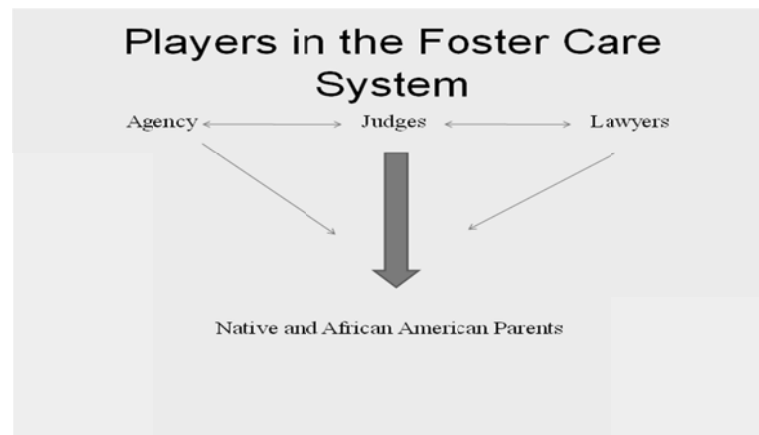 Players in the Foster Care
System
Agency Judges Lawyers
Native and African American Parents